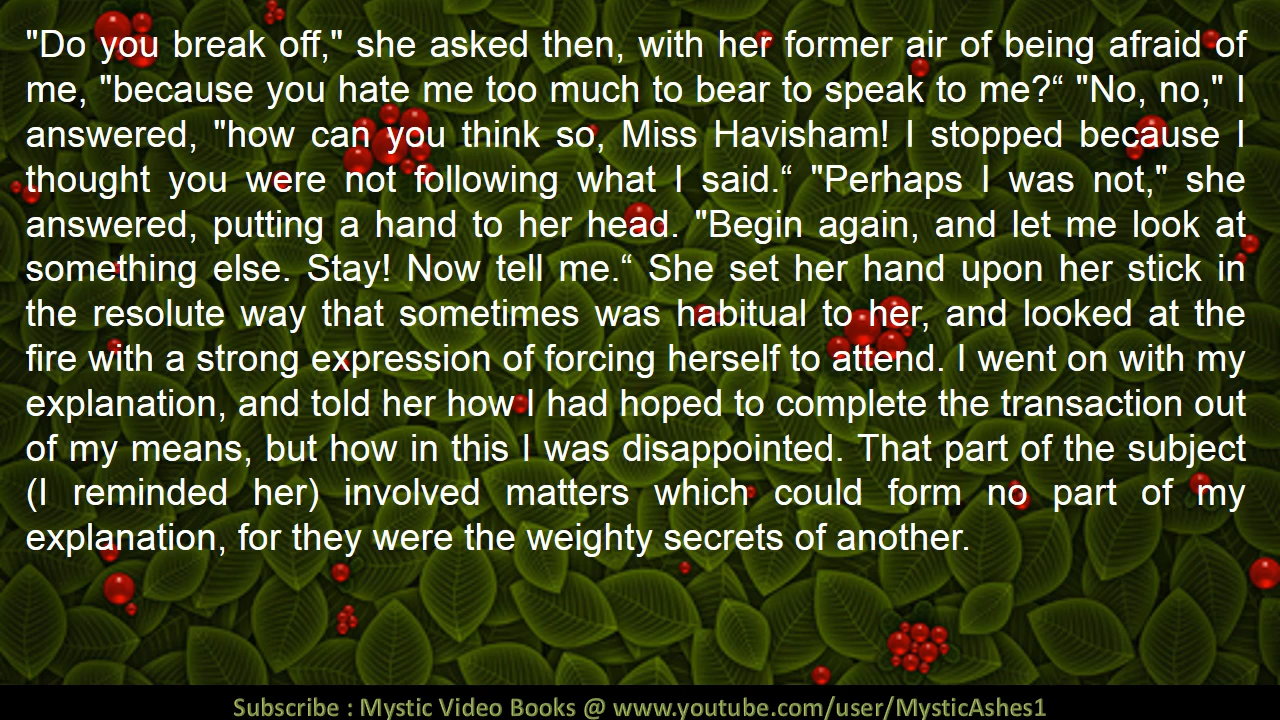 "Do you break off," she asked then, with her former air of being afraid of
me, "because you hate me too much to bear to speak to me?“ "No, no," I
answered, "how can you think so, Miss Havisham! I stopped because I
thought you were not following what I said.“ "Perhaps I was not," she
answered, putting a hand to her head. "Begin again, and let me look at
something else. Stay! Now tell me.“ She set her hand upon her stick in
the resolute way that sometimes was habitual to her, and looked at the
fire with a strong expression of forcing herself to attend. I went on with my
explanation, and told her how I had hoped to complete the transaction out
of my means, but how in this I was disappointed. That part of the subject
(I reminded her) involved matters which could form no part of my
explanation, for they were the weighty secrets of another.
Subscribe : Mystic Video Books @ www.youtube.com/user/MysticAshes1